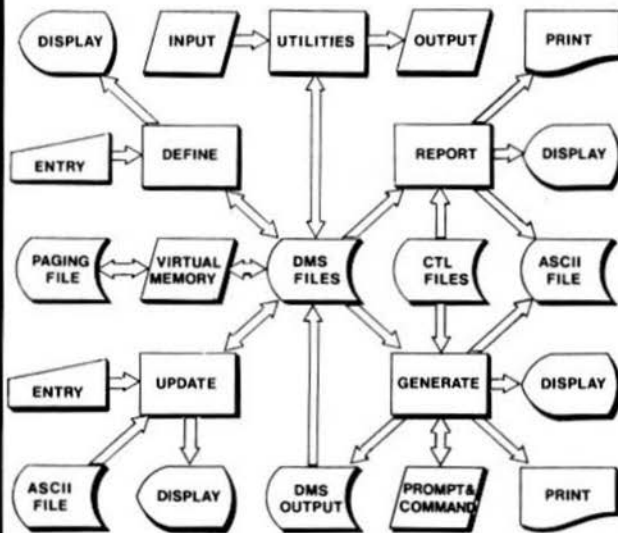 DISPLAY
INPUT
UTILITIES
OUTPUT
PRINT
ENTRY
DEFINE
REPORT
DISPLAY
PAGING
FILE
VIRTUAL
MEMORY
DMS
FILES
CTL
FILES
ASCII
FILE
ENTRY
UPDATE
GENERATE
DISPLAY
ASCII
FILE
DISPLAY
DMS
OUTPUT
PROMPT&
COMMAND
PRINT